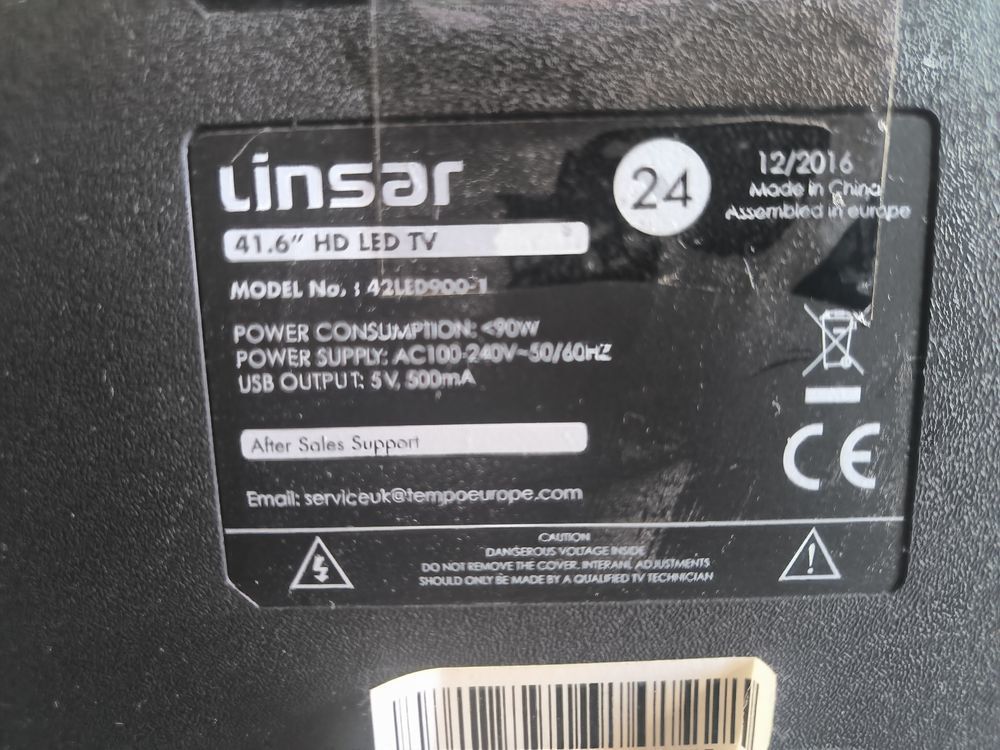 Linsar
24
12/2016
Made in China
Assembled in europe
41.6" HD LED TV
MODEL No. : 42LED900-1
POWER CONSUMPTION: <90W
POWER SUPPLY: AC100-240V~50/60HZ
USB OUTPUT: 5V, 500mA
After Sales Support
Email: serviceuk@tempoeurope.com
CE
CAUTION
DANGEROUS VOLTAGE INSIDE
DO NOT REMOVE THE COVER. INTERANL ADJUSTMENTS
SHOULD ONLY BE MADE BY A QUALIFIED TV TECHNICIAN